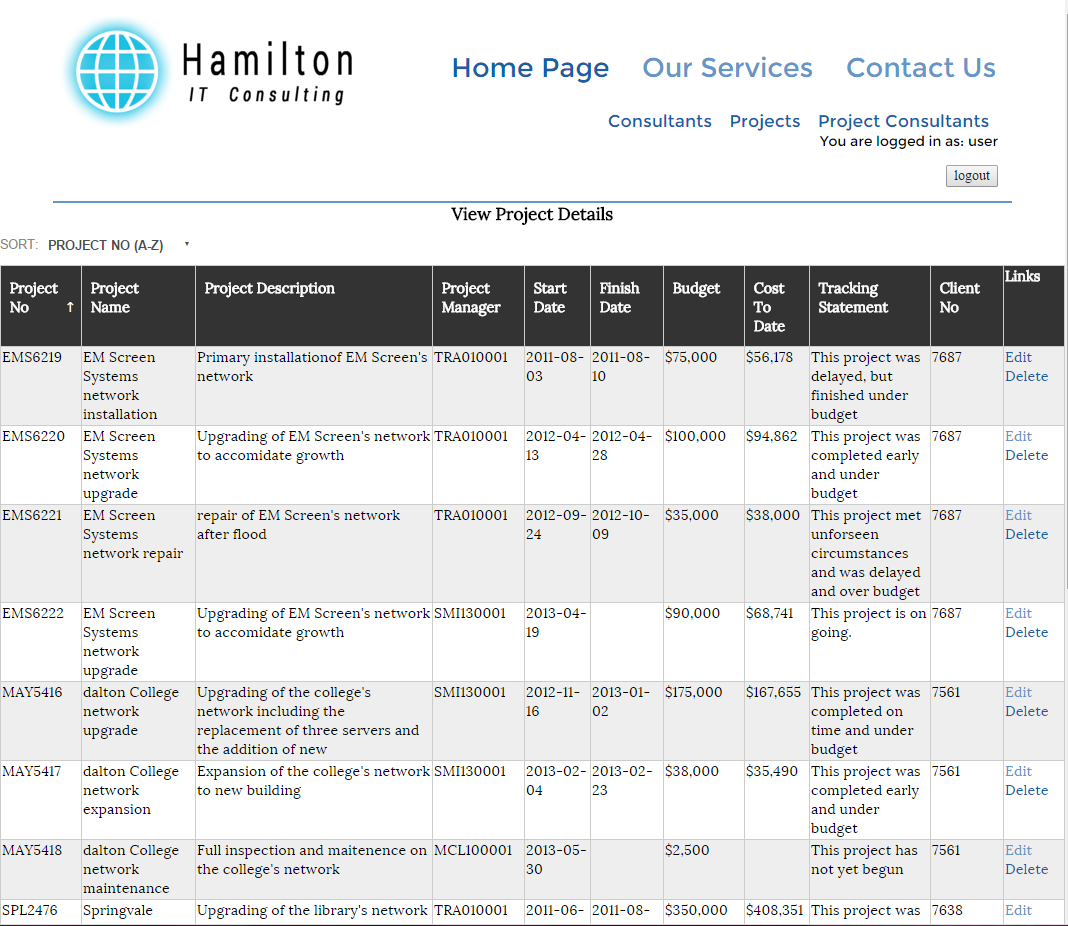 Hamilton
IT Consulting
Home Page Our Services Contact Us
Consultants Projects Project Consultants
You are logged in as: user
logout
View Project Details
SORT: PROJECT NO (A-Z)
Project No ↑ Project Name Project Description Project Manager Start Date Finish Date Budget Cost To Date Tracking Statement Client No Links
EMS6219 EM Screen Primary installationof EM Screen's TRA010001 2011-08- 2011-08- $75,000 $56,178 This project was 7687 Edit
Systems network 03 10 delayed, but Delete
network finished under
installation budget
EMS6220 EM Screen Upgrading of EM Screen's network TRA010001 2012-04- 2012-04- $100,000 $94,862 This project was 7687 Edit
Systems to accomidate growth 13 28 completed early Delete
network and under
upgrade budget
EMS6221 EM Screen repair of EM Screen's network TRA010001 2012-09- 2012-10- $35,000 $38,000 This project met 7687 Edit
Systems after flood 24 09 unforseen Delete
network repair circumstances
and was delayed
and over budget
EMS6222 EM Screen Upgrading of EM Screen's network SMI130001 2013-04- $90,000 $68,741 This project is on 7687 Edit
Systems to accomidate growth 19 going. Delete
network
upgrade
MAY5416 dalton College Upgrading of the college's SMI130001 2012-11- 2013-01- $175,000 $167,655 This project was 7561 Edit
network network including the 16 02 completed on Delete
upgrade replacement of three servers and time and under
the addition of new budget
MAY5417 dalton College Expansion of the college's network SMI130001 2013-02- 2013-02- $38,000 $35,490 This project was 7561 Edit
network to new building 04 23 completed early Delete
expansion and under
budget
MAY5418 dalton College Full inspection and maitenence on MCL100001 2013-05- $2,500 This project has 7561 Edit
network the college's network 30 not yet begun Delete
maintenance
SPL2476 Springvale Upgrading of the library's network TRA010001 2011-06- 2011-08- $350,000 $408,351 This project was 7638 Edit